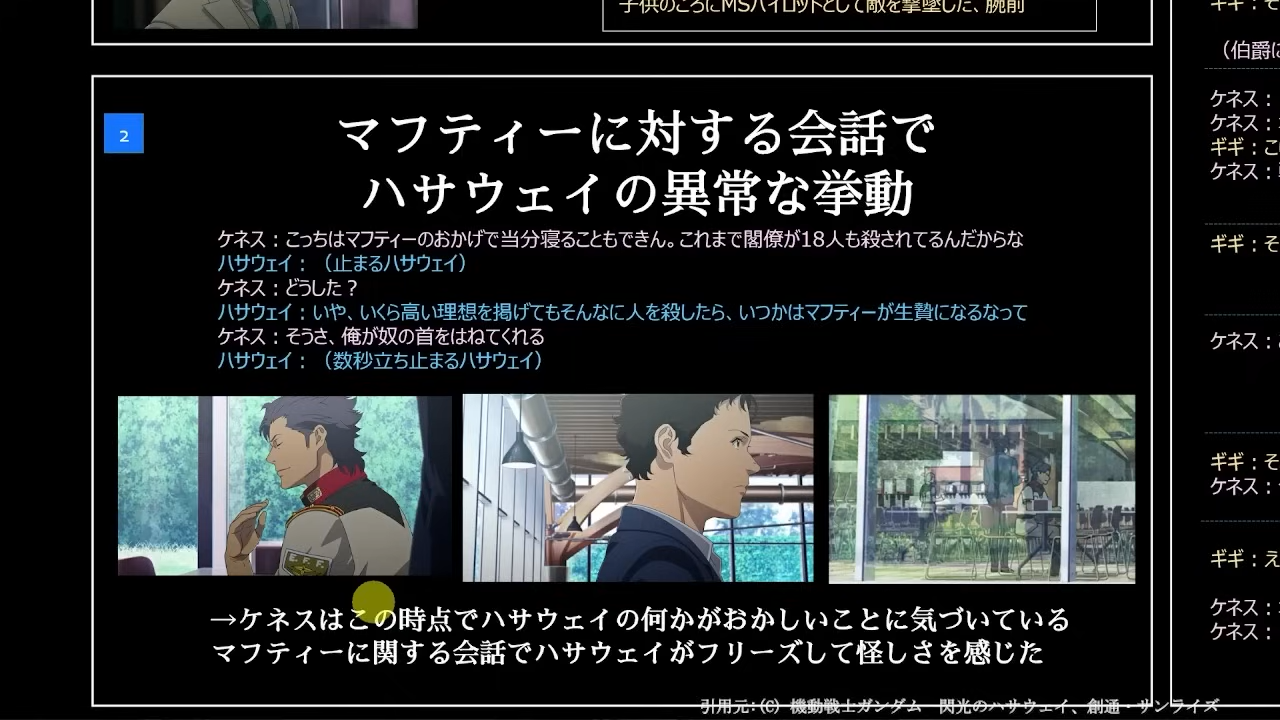 子供のころにMSパイロットとして敵を撃墜した、腕前
2
マフティーに対する会話で
ハサウェイの異常な挙動
ケネス：こっちはマフティーのおかげで当分寝ることもできん。これまで閣僚が18人も殺されてるんだからな
ハサウェイ：（止まるハサウェイ）
ケネス：どうした？
ハサウェイ：いや、いくら高い理想を掲げてもそんなに人を殺したら、いつかはマフティーが生贄になるなって
ケネス：そうさ、俺が奴の首をはねてくれる
ハサウェイ：（数秒立ち止まるハサウェイ）
→ケネスはこの時点でハサウェイの何かがおかしいことに気づいている
マフティーに関する会話でハサウェイがフリーズして怪しさを感じた
ギギ：そ
（伯爵に
ケネス：
ケネス：
ギギ：こ
ケネス：
ギギ：そ
ケネス：
ギギ：そ
ケネス：
ギギ：え
ケネス：
ケネス：
引用元：(C) 機動戦士ガンダム　閃光のハサウェイ、創通・サンライズ